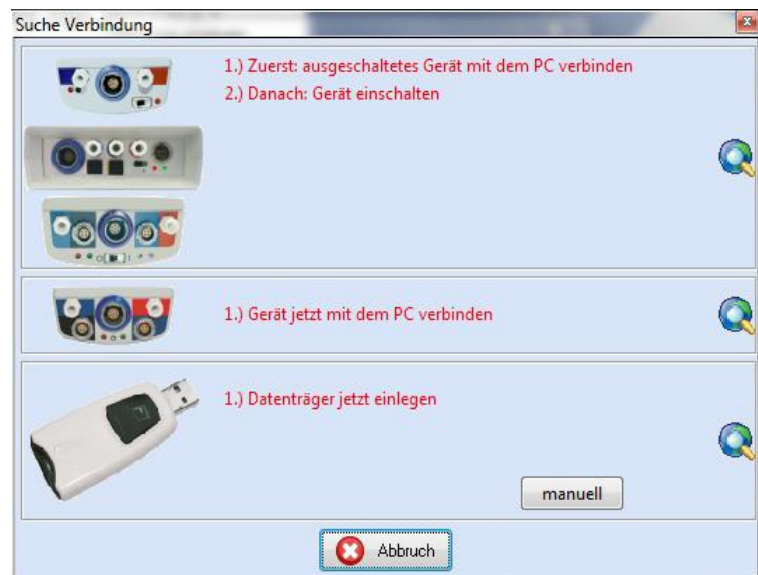 Suche Verbindung
1.) Zuerst: ausgeschaltetes Gerät mit dem PC verbinden
2.) Danach: Gerät einschalten
1.) Gerät jetzt mit dem PC verbinden
1.) Datenträger jetzt einlegen
manuell
Abbruch